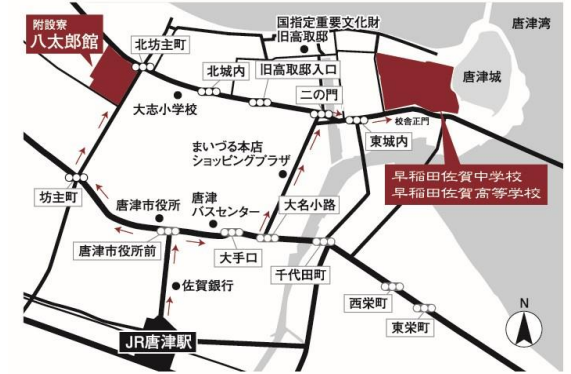 附設寮
八太郎館
北坊主町
国指定重要文化財
旧高取邸
唐津湾
北城内
旧高取邸入口
唐津城
大志小学校
二の門
校舎正門
東城内
まいづる本店
ショッピングプラザ
早稲田佐賀中学校
早稲田佐賀高等学校
坊主町
唐津市役所
唐津
バスセンター
大名小路
唐津市役所前
大手口
千代田町
佐賀銀行
西栄町
東栄町
N
JR唐津駅